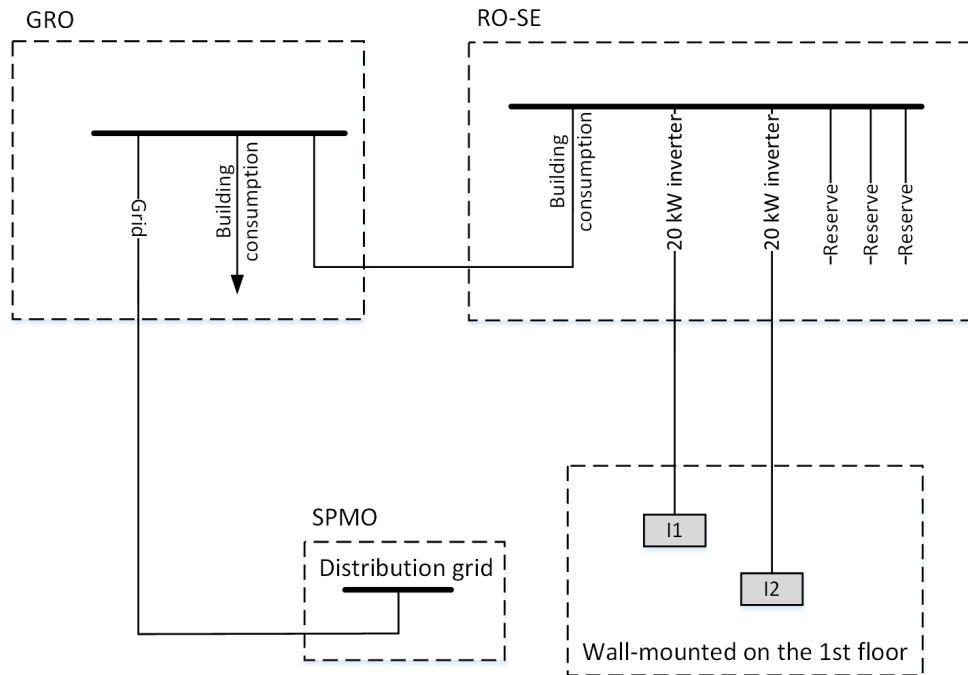 GRO
RO-SE
Grid
Building
consumption
Building
consumption
20 kW inverter
20 kW inverter
Reserve
Reserve
Reserve
SPMO
Distribution grid
I1
I2
Wall-mounted on the 1st floor